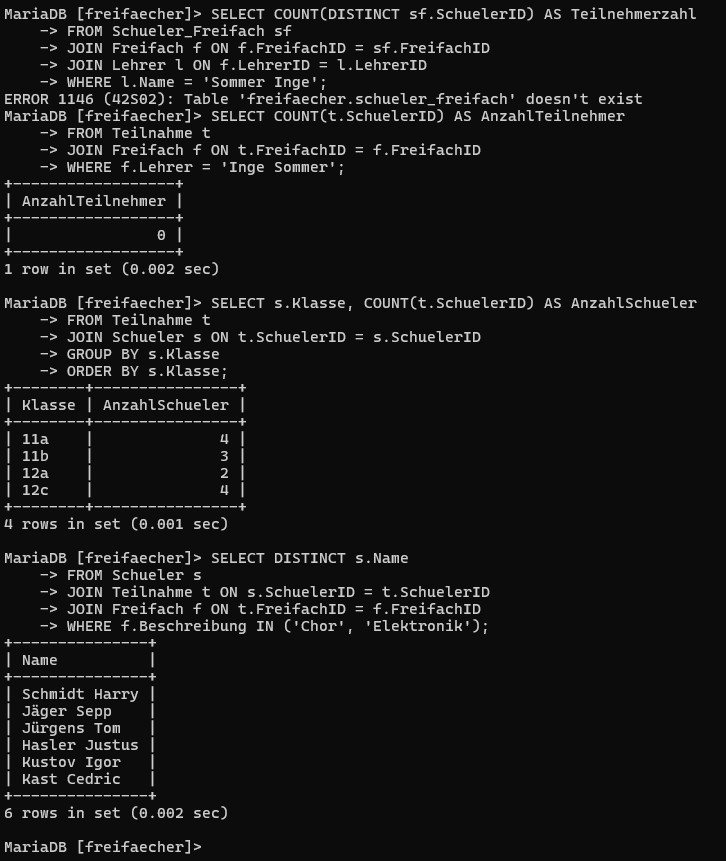 MariaDB [freifaecher]> SELECT COUNT(DISTINCT sf.SchuelerID) AS Teilnehmerzahl
    -> FROM Schueler_Freifach sf
    -> JOIN Freifach f ON f.FreifachID = sf.FreifachID
    -> JOIN Lehrer l ON f.LehrerID = l.LehrerID
    -> WHERE l.Name = 'Sommer Inge';
ERROR 1146 (42S02): Table 'freifaecher.schueler_freifach' doesn't exist
MariaDB [freifaecher]> SELECT COUNT(t.SchuelerID) AS AnzahlTeilnehmer
    -> FROM Teilnahme t
    -> JOIN Freifach f ON t.FreifachID = f.FreifachID
    -> WHERE f.Lehrer = 'Inge Sommer';
+------------------+
| AnzahlTeilnehmer |
+------------------+
|                0 |
+------------------+
1 row in set (0.002 sec)

MariaDB [freifaecher]> SELECT s.Klasse, COUNT(t.SchuelerID) AS AnzahlSchueler
    -> FROM Teilnahme t
    -> JOIN Schueler s ON t.SchuelerID = s.SchuelerID
    -> GROUP BY s.Klasse
    -> ORDER BY s.Klasse;
+--------+----------------+
| Klasse | AnzahlSchueler |
+--------+----------------+
| 11a    |              4 |
| 11b    |              3 |
| 12a    |              2 |
| 12c    |              4 |
+--------+----------------+
4 rows in set (0.001 sec)

MariaDB [freifaecher]> SELECT DISTINCT s.Name
    -> FROM Schueler s
    -> JOIN Teilnahme t ON s.SchuelerID = t.SchuelerID
    -> JOIN Freifach f ON t.FreifachID = f.FreifachID
    -> WHERE f.Beschreibung IN ('Chor', 'Elektronik');
+---------------+
| Name          |
+---------------+
| Schmidt Harry |
| Jäger Sepp    |
| Jürgens Tom   |
| Hasler Justus |
| Kustov Igor   |
| Kast Cedric   |
+---------------+
6 rows in set (0.002 sec)

MariaDB [freifaecher]>